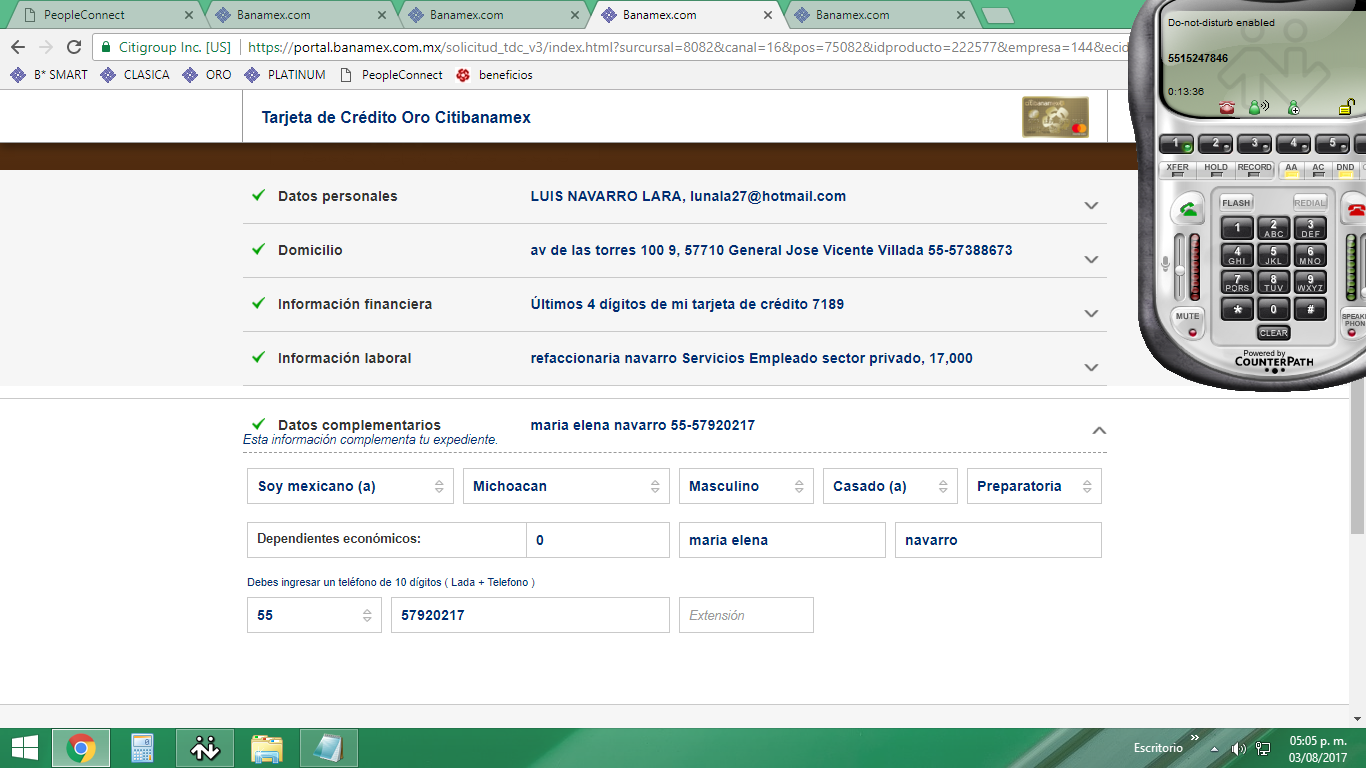 PeopleConnect
Banamex.com
Banamex.com
Banamex.com
Banamex.com
Citigroup Inc. [US]
https://portal.banamex.com.mx/solicitud_tdc_v3/index.html?surcursal=8082&canal=16&pos=75082&idproducto=222577&empresa=144&ecid
B* SMART
CLASICA
ORO
PLATINUM
PeopleConnect
beneficios
Tarjeta de Crédito Oro Citibanamex
Datos personales
LUIS NAVARRO LARA, lunala27@hotmail.com
Domicilio
av de las torres 100 9, 57710 General Jose Vicente Villada 55-57388673
Información financiera
Últimos 4 dígitos de mi tarjeta de crédito 7189
Información laboral
refaccionaria navarro Servicios Empleado sector privado, 17,000
Datos complementarios
maria elena navarro 55-57920217
Esta información complementa tu expediente.
Soy mexicano (a)
Michoacan
Masculino
Casado (a)
Preparatoria
Dependientes económicos:
0
maria elena
navarro
Debes ingresar un teléfono de 10 dígitos ( Lada + Telefono )
55
57920217
Extensión
Do-not-disturb enabled
5515247846
0:13:36
1
2
3
4
5
XFER
HOLD
RECORD
AA
AC
DND
FLASH
REDIAL
1
2 ABC
3 DEF
4 GHI
5 JKL
6 MNO
7 PQRS
8 TUV
9 WXYZ
*
0
#
MUTE
CLEAR
SPEAK
PHON
Powered by
COUNTERPATH
Escritorio
05:05 p. m.
03/08/2017